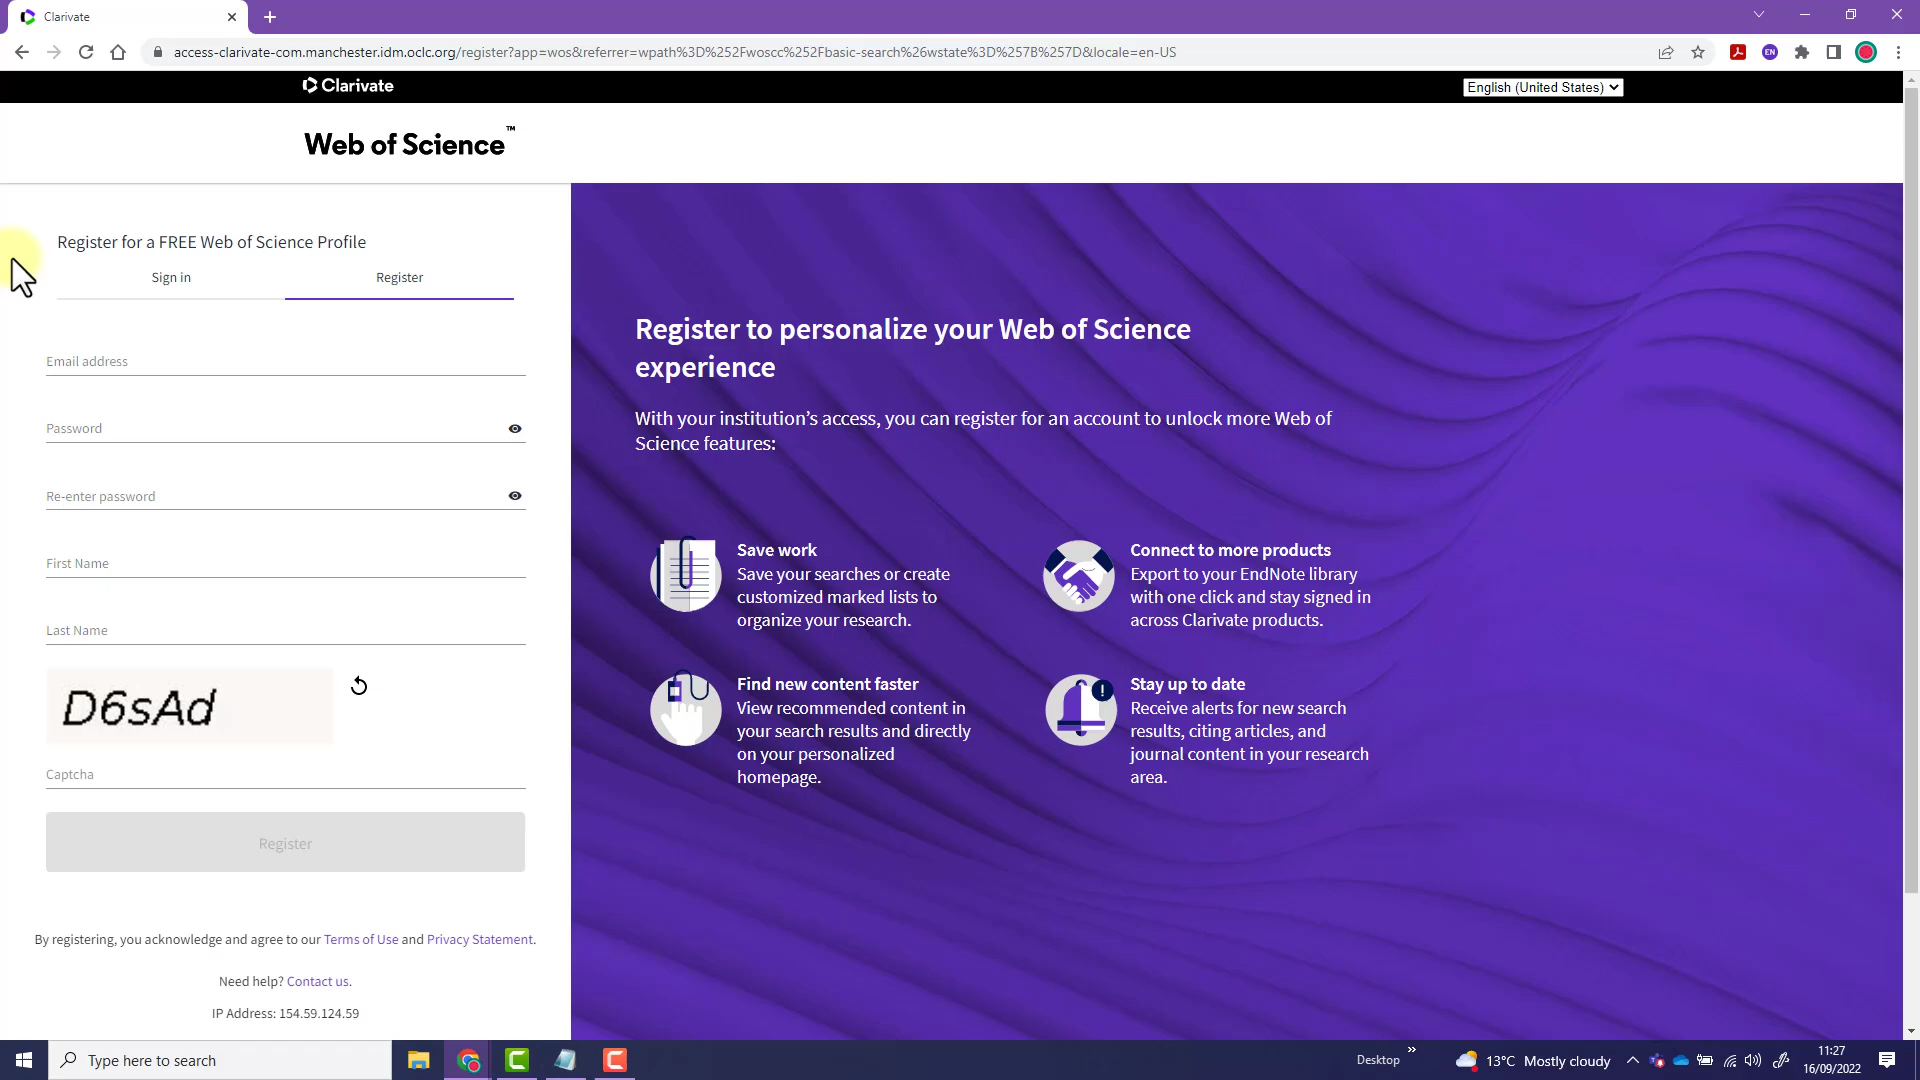 Clarivate
access-clarivate-com.manchester.idm.oclc.org/register?app=wos&referrer=wpath%3D%252Fwoscc%252Fbasic-search%26wstate%3D%257B%257D&locale=en-US
EN
Clarivate
English (United States)
Web of Science™
Register for a FREE Web of Science Profile
Sign in
Register
Email address
Password
Re-enter password
First Name
Last Name
D6sAd
Captcha
Register
By registering, you acknowledge and agree to our Terms of Use and Privacy Statement.
Need help? Contact us.
IP Address: 154.59.124.59
Register to personalize your Web of Science
experience
With your institution’s access, you can register for an account to unlock more Web of
Science features:
Save work
Save your searches or create
customized marked lists to
organize your research.
Connect to more products
Export to your EndNote library
with one click and stay signed in
across Clarivate products.
Find new content faster
View recommended content in
your search results and directly
on your personalized
homepage.
Stay up to date
Receive alerts for new search
results, citing articles, and
journal content in your research
area.
Type here to search
Desktop
13°C Mostly cloudy
11:27
16/09/2022